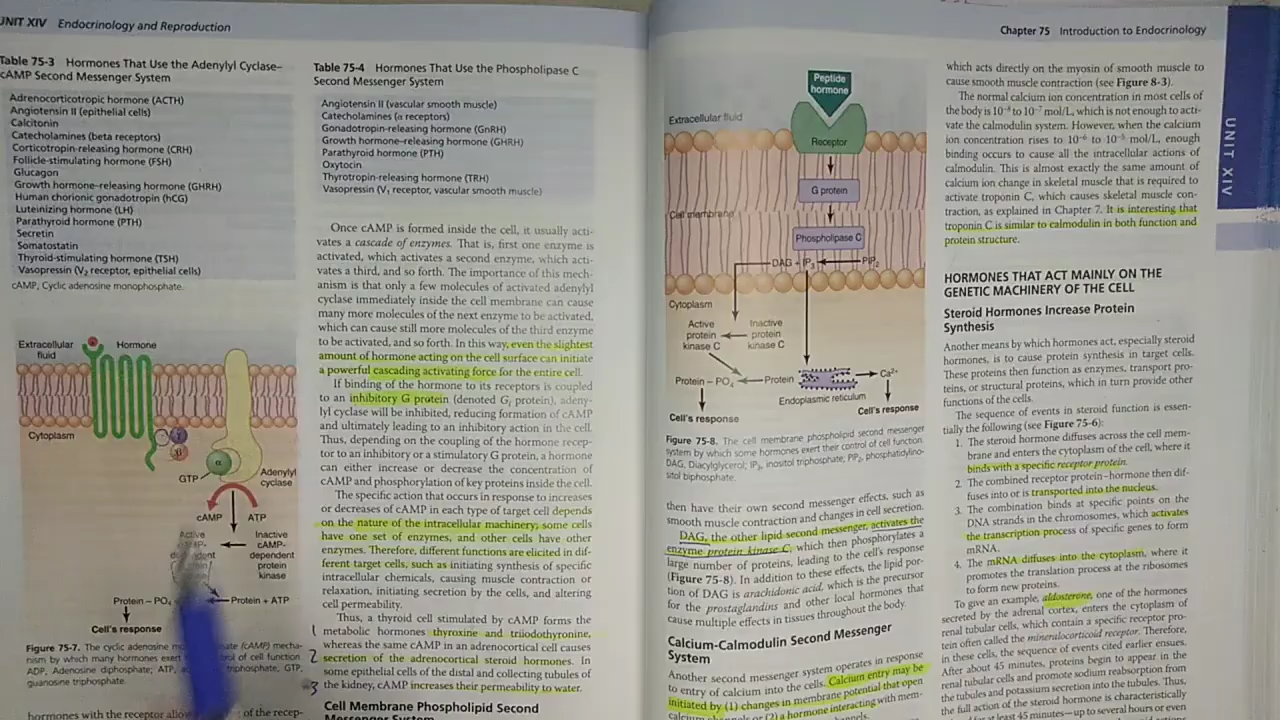 UNIT XIV Endocrinology and Reproduction
Table 75-3 Hormones That Use the Adenylyl Cyclase–
cAMP Second Messenger System
Adrenocorticotropic hormone (ACTH)
Angiotensin II (epithelial cells)
Calcitonin
Catecholamines (beta receptors)
Corticotropin-releasing hormone (CRH)
Follicle-stimulating hormone (FSH)
Glucagon
Growth hormone–releasing hormone (GHRH)
Human chorionic gonadotropin (hCG)
Luteinizing hormone (LH)
Parathyroid hormone (PTH)
Secretin
Somatostatin
Thyroid-stimulating hormone (TSH)
Vasopressin (V2 receptor, epithelial cells)
cAMP, Cyclic adenosine monophosphate.
Extracellular
fluid
Hormone
Cytoplasm
γ
β
α
GTP
Adenylyl
cyclase
cAMP
ATP
Active
Inactive
cAMP-
dependent
protein
kinase
Protein – PO4
Protein + ATP
Cell's response
Figure 75-7. The cyclic adenosine (cAMP) mecha-
nism by which many hormones exert of cell function.
ADP, Adenosine diphosphate; ATP, triphosphate; GTP,
guanosine triphosphate.
hormones with the receptor of the recep-
Table 75-4 Hormones That Use the Phospholipase C
Second Messenger System
Angiotensin II (vascular smooth muscle)
Catecholamines (α receptors)
Gonadotropin-releasing hormone (GnRH)
Growth hormone–releasing hormone (GHRH)
Parathyroid hormone (PTH)
Oxytocin
Thyrotropin-releasing hormone (TRH)
Vasopressin (V1 receptor, vascular smooth muscle)
Once cAMP is formed inside the cell, it usually acti-
vates a cascade of enzymes. That is, first one enzyme is
activated, which activates a second enzyme, which acti-
vates a third, and so forth. The importance of this mech-
anism is that only a few molecules of activated adenylyl
cyclase immediately inside the cell membrane can cause
many more molecules of the next enzyme to be activated,
which can cause still more molecules of the third enzyme
to be activated, and so forth. In this way, even the slightest
amount of hormone acting on the cell surface can initiate
a powerful cascading activating force for the entire cell.
If binding of the hormone to its receptors is coupled
to an inhibitory G protein (denoted Gi protein), adeny-
lyl cyclase will be inhibited, reducing formation of cAMP
and ultimately leading to an inhibitory action in the cell.
Thus, depending on the coupling of the hormone recep-
tor to an inhibitory or a stimulatory G protein, a hormone
can either increase or decrease the concentration of
cAMP and phosphorylation of key proteins inside the cell.
The specific action that occurs in response to increases
or decreases of cAMP in each type of target cell depends
on the nature of the intracellular machinery; some cells
have one set of enzymes, and other cells have other
enzymes. Therefore, different functions are elicited in dif-
ferent target cells, such as initiating synthesis of specific
intracellular chemicals, causing muscle contraction or
relaxation, initiating secretion by the cells, and altering
cell permeability.
Thus, a thyroid cell stimulated by cAMP forms the
1 metabolic hormones thyroxine and triiodothyronine,
whereas the same cAMP in an adrenocortical cell causes
2 secretion of the adrenocortical steroid hormones. In
some epithelial cells of the distal and collecting tubules of
3 the kidney, cAMP increases their permeability to water.
Cell Membrane Phospholipid Second
Messenger System
Chapter 75 Introduction to Endocrinology
Peptide
hormone
Extracellular fluid
Receptor
G protein
Cell membrane
Phospholipase C
DAG + IP3
PIP2
Cytoplasm
Active
protein
kinase C
Inactive
protein
kinase C
Protein – PO4
Protein
Ca2+
Endoplasmic reticulum
Cell's response
Cell's response
Figure 75-8. The cell membrane phospholipid second messenger
system by which some hormones exert their control of cell function.
DAG, Diacylglycerol; IP3, inositol triphosphate; PIP2, phosphatidylino-
sitol biphosphate.
then have their own second messenger effects, such as
smooth muscle contraction and changes in cell secretion.
DAG, the other lipid second messenger, activates the
enzyme protein kinase C, which then phosphorylates a
large number of proteins, leading to the cell's response
(Figure 75-8). In addition to these effects, the lipid por-
tion of DAG is arachidonic acid, which is the precursor
for the prostaglandins and other local hormones that
cause multiple effects in tissues throughout the body.
Calcium-Calmodulin Second Messenger
System
Another second messenger system operates in response
to entry of calcium into the cells. Calcium entry may be
initiated by (1) changes in membrane potential that open
calcium channels or (2) a hormone interacting with mem-
which acts directly on the myosin of smooth muscle to
cause smooth muscle contraction (see Figure 8-3).
The normal calcium ion concentration in most cells of
the body is 10−8 to 10−7 mol/L, which is not enough to acti-
vate the calmodulin system. However, when the calcium
ion concentration rises to 10−6 to 10−5 mol/L, enough
binding occurs to cause all the intracellular actions of
calmodulin. This is almost exactly the same amount of
calcium ion change in skeletal muscle that is required to
activate troponin C, which causes skeletal muscle con-
traction, as explained in Chapter 7. It is interesting that
troponin C is similar to calmodulin in both function and
protein structure.
HORMONES THAT ACT MAINLY ON THE
GENETIC MACHINERY OF THE CELL
Steroid Hormones Increase Protein
Synthesis
Another means by which hormones act, especially steroid
hormones, is to cause protein synthesis in target cells.
These proteins then function as enzymes, transport pro-
teins, or structural proteins, which in turn provide other
functions of the cells.
The sequence of events in steroid function is essen-
tially the following (see Figure 75-6):
1. The steroid hormone diffuses across the cell mem-
brane and enters the cytoplasm of the cell, where it
binds with a specific receptor protein.
2. The combined receptor protein–hormone then dif-
fuses into or is transported into the nucleus.
3. The combination binds at specific points on the
DNA strands in the chromosomes, which activates
the transcription process of specific genes to form
mRNA.
4. The mRNA diffuses into the cytoplasm, where it
promotes the translation process at the ribosomes
to form new proteins.
To give an example, aldosterone, one of the hormones
secreted by the adrenal cortex, enters the cytoplasm of
renal tubular cells, which contain a specific receptor pro-
tein often called the mineralocorticoid receptor. Therefore,
in these cells, the sequence of events cited earlier ensues.
After about 45 minutes, proteins begin to appear in the
renal tubular cells and promote sodium reabsorption from
the tubules and potassium secretion into the tubules. Thus,
the full action of the steroid hormone is characteristically
at least 45 minutes—up to several hours or even
UNIT XIV